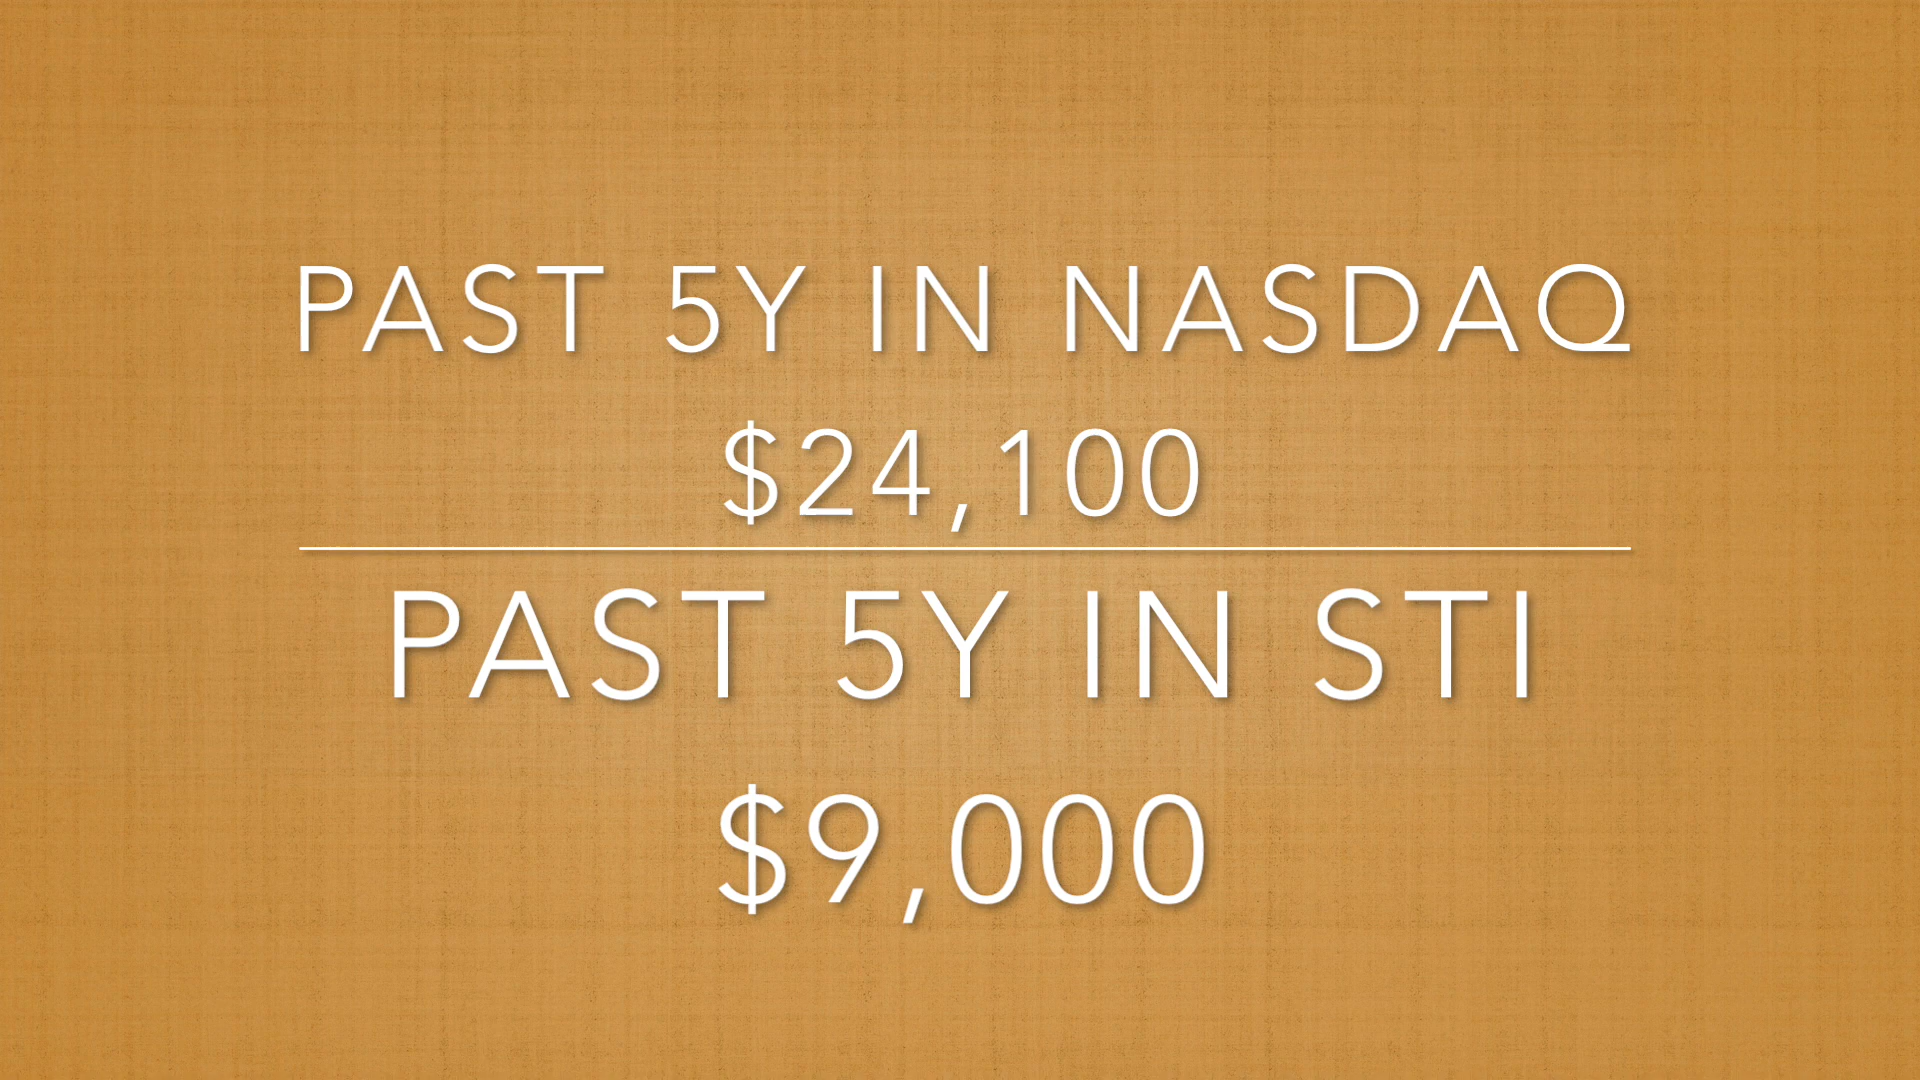 PAST 5Y IN NASDAQ
$24,100
PAST 5Y IN STI
$9,000